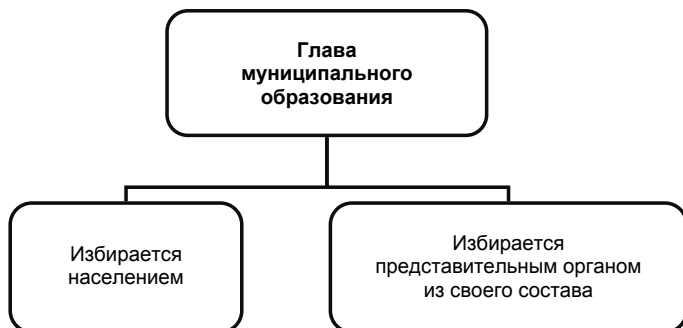 Глава
муниципального
образования
Избирается
населением
Избирается
представительным органом
из своего состава